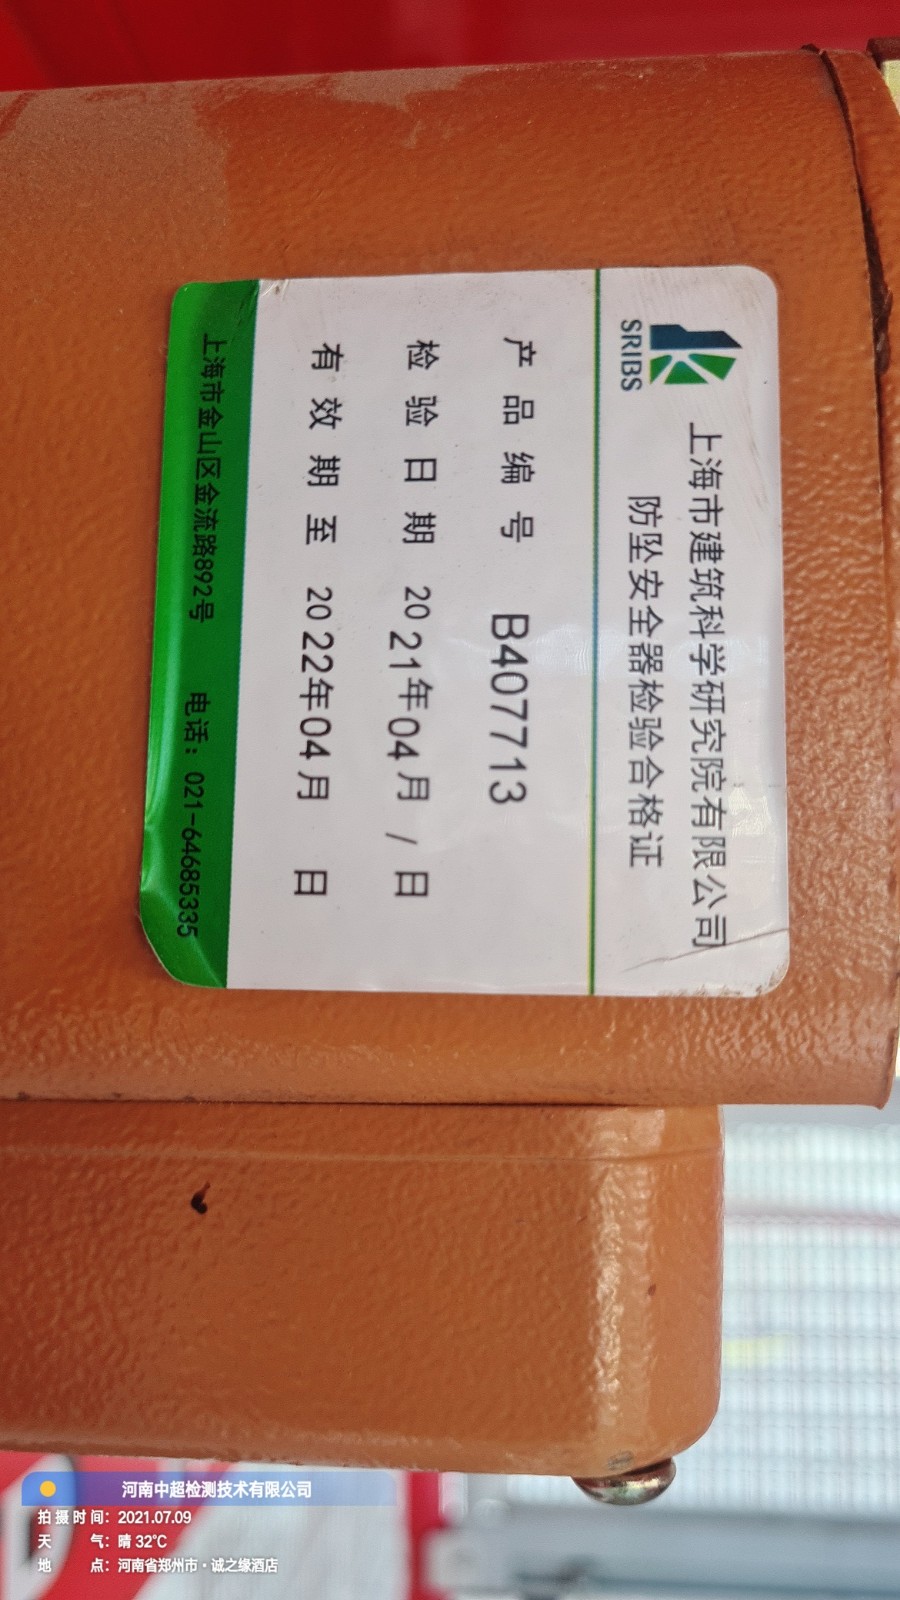 SRIBS
上海市建筑科学研究院有限公司
防坠安全器检验合格证
产品编号 B407713
检验日期 2021年04月/日
有效期至 2022年04月 日
上海市金山区金流路892号 电话：021-64685335
河南中超检测技术有限公司
拍摄时间：2021.07.09
天 气：晴 32℃
地 点：河南省郑州市·诚之缘酒店